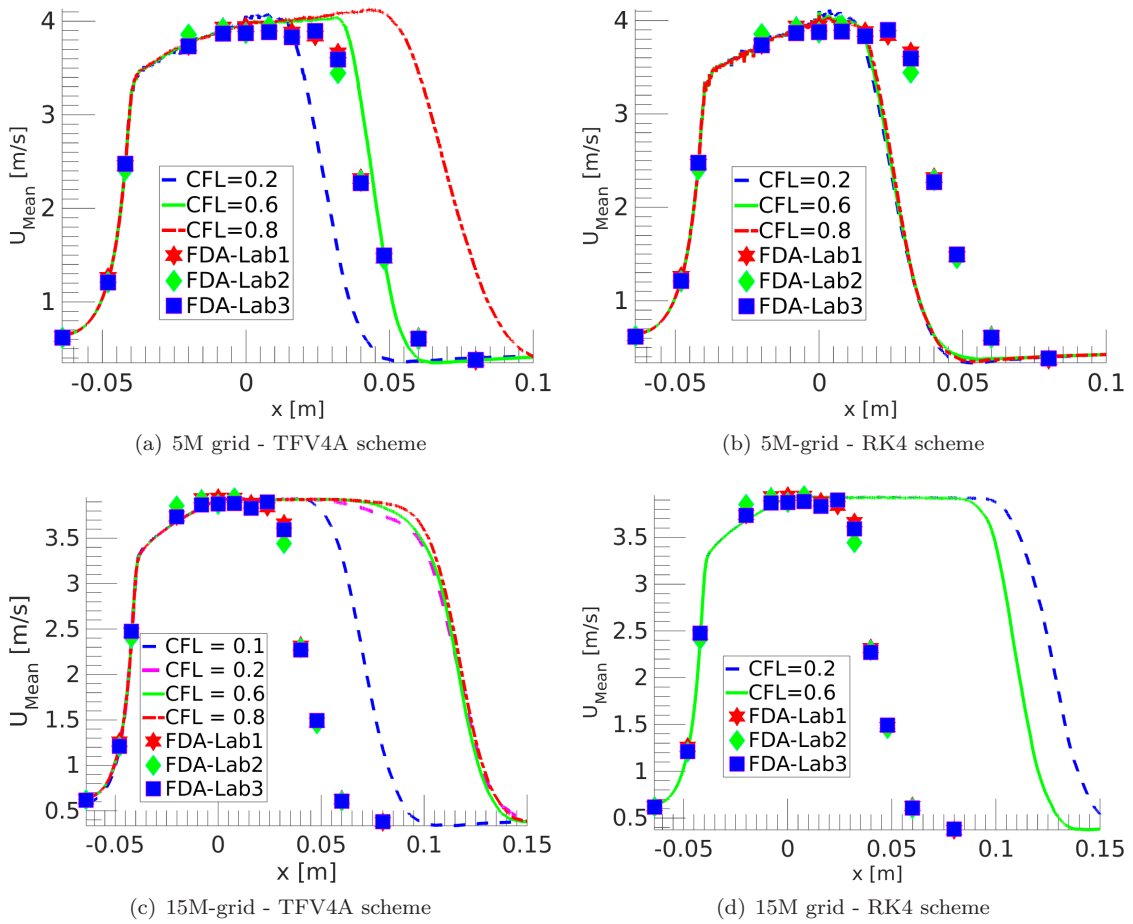 4
3
2
1
U_Mean [m/s]
CFL=0.2
CFL=0.6
CFL=0.8
FDA-Lab1
FDA-Lab2
FDA-Lab3
-0.05
0
0.05
0.1
x [m]
(a) 5M grid - TFV4A scheme
4
3
2
1
U_Mean [m/s]
CFL=0.2
CFL=0.6
CFL=0.8
FDA-Lab1
FDA-Lab2
FDA-Lab3
-0.05
0
0.05
0.1
x [m]
(b) 5M-grid - RK4 scheme
3.5
3
2.5
2
1.5
1
0.5
U_Mean [m/s]
CFL = 0.1
CFL = 0.2
CFL = 0.6
CFL = 0.8
FDA-Lab1
FDA-Lab2
FDA-Lab3
-0.05
0
0.05
0.1
0.15
x [m]
(c) 15M-grid - TFV4A scheme
3.5
3
2.5
2
1.5
1
0.5
U_Mean [m/s]
CFL=0.2
CFL=0.6
FDA-Lab1
FDA-Lab2
FDA-Lab3
-0.05
0
0.05
0.1
0.15
x [m]
(d) 15M grid - RK4 scheme